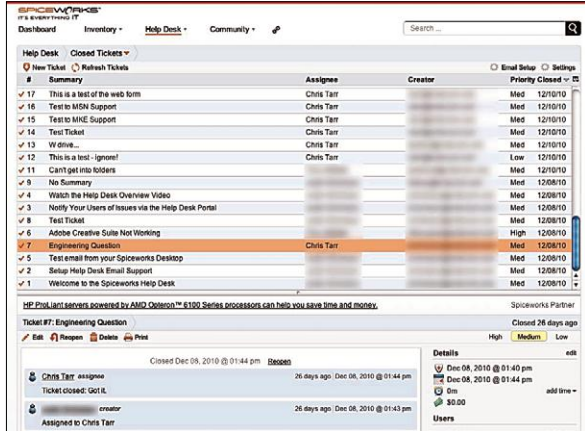 SPICEWORKS
IT'S EVERYTHING IT
Dashboard Inventory Help Desk Community Search ...
Help Desk Closed Tickets
New Ticket Refresh Tickets Email Setup Settings
# Summary Assignee Creator Priority Closed
17 This is a test of the web form Chris Tarr Med 12/10/10
16 Test to MSN Support Chris Tarr Med 12/10/10
15 Test to MKE Support Chris Tarr Med 12/10/10
14 Test Ticket Chris Tarr Med 12/10/10
13 W drive... Chris Tarr Med 12/10/10
12 This is a test - Ignore! Chris Tarr Low 12/10/10
11 Can't get into folders Med 12/10/10
9 No Summary Med 12/08/10
4 Watch the Help Desk Overview Video Med 12/08/10
3 Notify Your Users of Issues via the Help Desk Portal Med 12/08/10
8 Test Ticket Med 12/08/10
6 Adobe Creative Suite Not Working High 12/08/10
7 Engineering Question Chris Tarr Med 12/08/10
5 Test email from your Spiceworks Desktop Med 12/08/10
2 Setup Help Desk Email Support Med 12/08/10
1 Welcome to the Spiceworks Help Desk Med 12/08/10
HP ProLiant servers powered by AMD Opteron™ 6100 Series processors can help you save time and money. Spiceworks Partner
Ticket #7: Engineering Question Closed 26 days ago
Edit Reopen Delete Print High Medium Low
Closed Dec 08, 2010 @ 01:44 pm Reopen Details edit
Chris Tarr assignee 26 days ago Dec 08, 2010 @ 01:44 pm Dec 08, 2010 @ 01:40 pm
Ticket closed: Got it. Dec 08, 2010 @ 01:44 pm
0m add time
creator 26 days ago Dec 08, 2010 @ 01:43 pm $0.00
Assigned to Chris Tarr Users